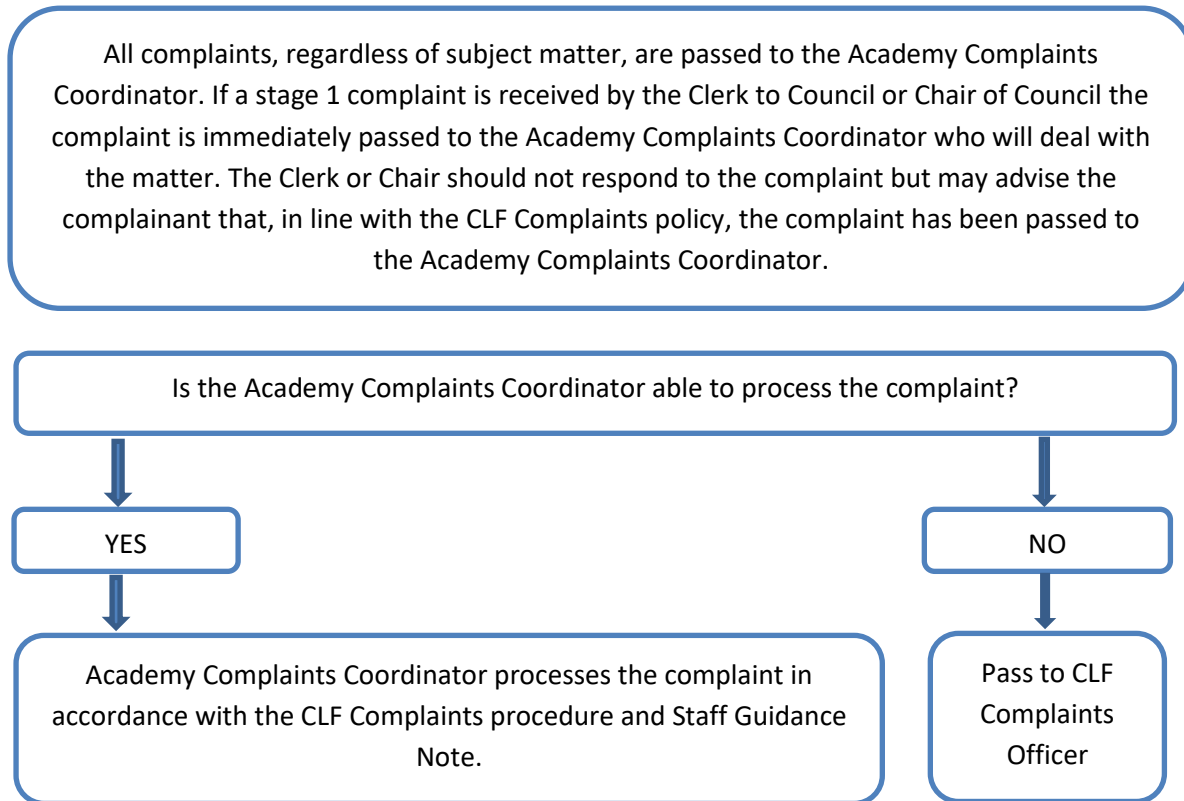 All complaints, regardless of subject matter, are passed to the Academy Complaints
Coordinator. If a stage 1 complaint is received by the Clerk to Council or Chair of Council the
complaint is immediately passed to the Academy Complaints Coordinator who will deal with
the matter. The Clerk or Chair should not respond to the complaint but may advise the
complainant that, in line with the CLF Complaints policy, the complaint has been passed to
the Academy Complaints Coordinator.
Is the Academy Complaints Coordinator able to process the complaint?
YES
NO
Academy Complaints Coordinator processes the complaint in
accordance with the CLF Complaints procedure and Staff Guidance
Note.
Pass to CLF
Complaints
Officer